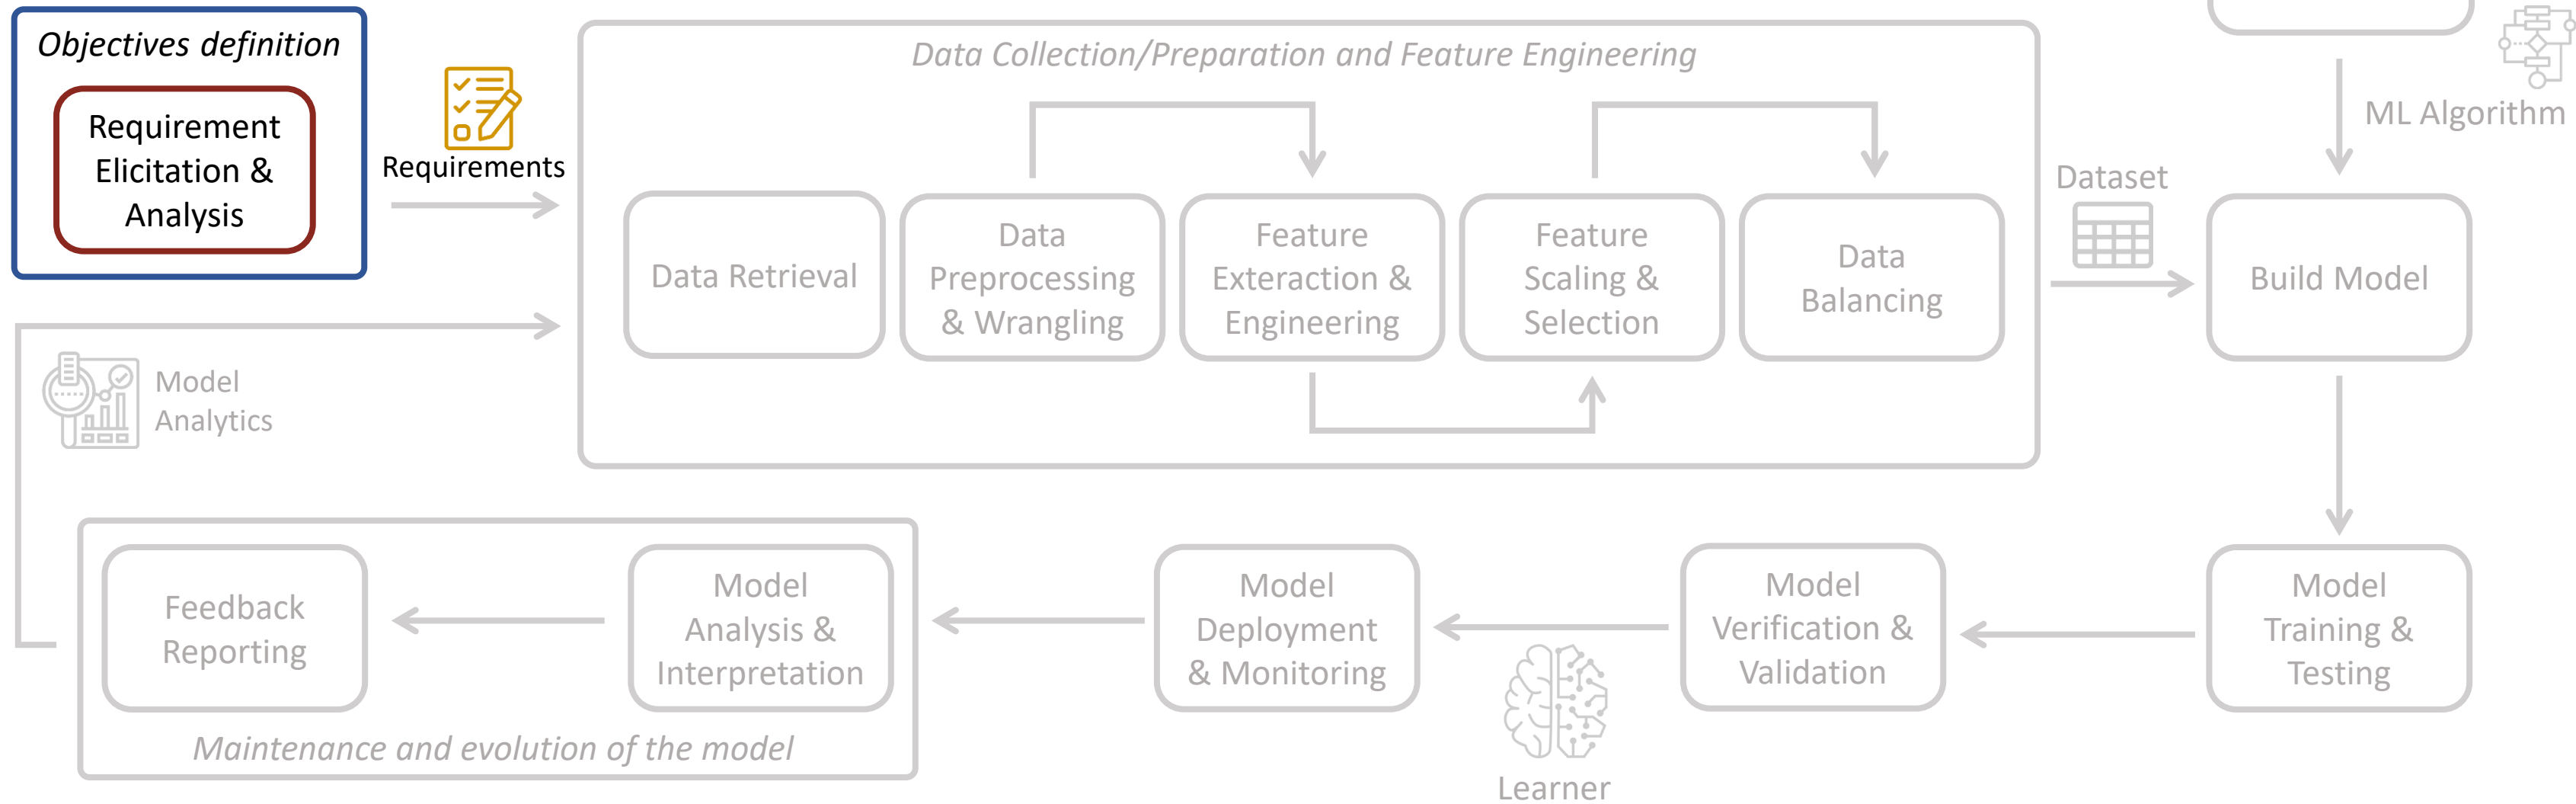 Objectives definition
Requirement
Elicitation &
Analysis
Requirements
Data Collection/Preparation and Feature Engineering
Data Retrieval
Data
Preprocessing
& Wrangling
Feature
Exteraction &
Engineering
Feature
Scaling &
Selection
Data
Balancing
Dataset
ML Algorithm
Build Model
Model
Analytics
Feedback
Reporting
Model
Analysis &
Interpretation
Maintenance and evolution of the model
Model
Deployment
& Monitoring
Learner
Model
Verification &
Validation
Model
Training &
Testing